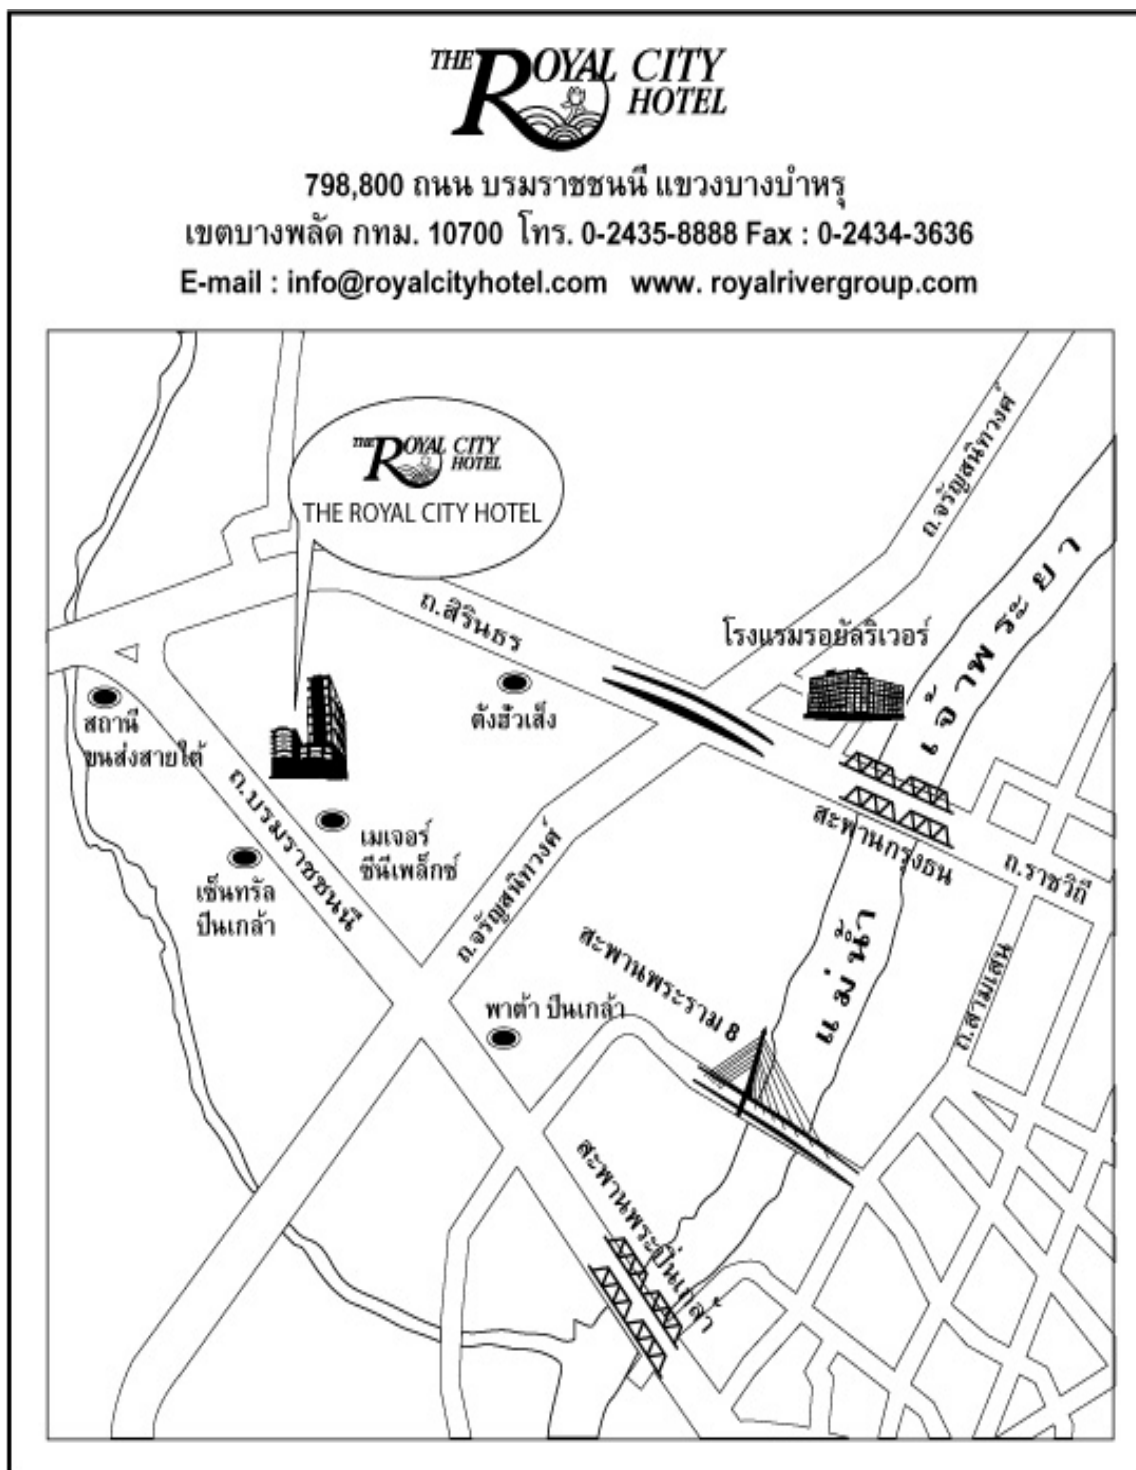 THE ROYAL CITY
HOTEL
798,800 ถนน บรมราชชนนี แขวงบางบำหรุ
เขตบางพลัด กทม. 10700 โทร. 0-2435-8888 Fax : 0-2434-3636
E-mail : info@royalcityhotel.com www. royalrivergroup.com
THE ROYAL CITY
HOTEL
THE ROYAL CITY HOTEL
ถ.จรัญสนิทวงศ์
ถ.สิรินธร
โรงแรมรอยัลริเวอร์
เจ้าพระยา
สถานี
ขนส่งสายใต้
ตังฮั่วเส็ง
ถ.บรมราชชนนี
เมเจอร์
ซีนีเพล็กซ์
เซ็นทรัล
ปิ่นเกล้า
สะพานกรุงธน
ถ.ราชวิถี
ถ.จรัญสนิทวงศ์
แม่น้ำ
สะพานพระราม 8
ถ.สามเสน
พาต้า ปิ่นเกล้า
สะพานพระปิ่นเกล้า